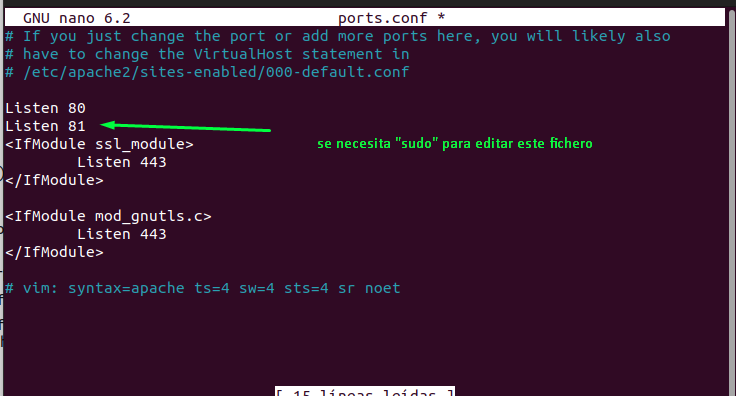 GNU nano 6.2 ports.conf *
# If you just change the port or add more ports here, you will likely also
# have to change the VirtualHost statement in
# /etc/apache2/sites-enabled/000-default.conf
Listen 80
Listen 81
<IfModule ssl_module>
se necesita "sudo" para editar este fichero
Listen 443
</IfModule>
<IfModule mod_gnutls.c>
Listen 443
</IfModule>
# vim: syntax=apache ts=4 sw=4 sts=4 sr noet
[ 15 líneas leídas ]